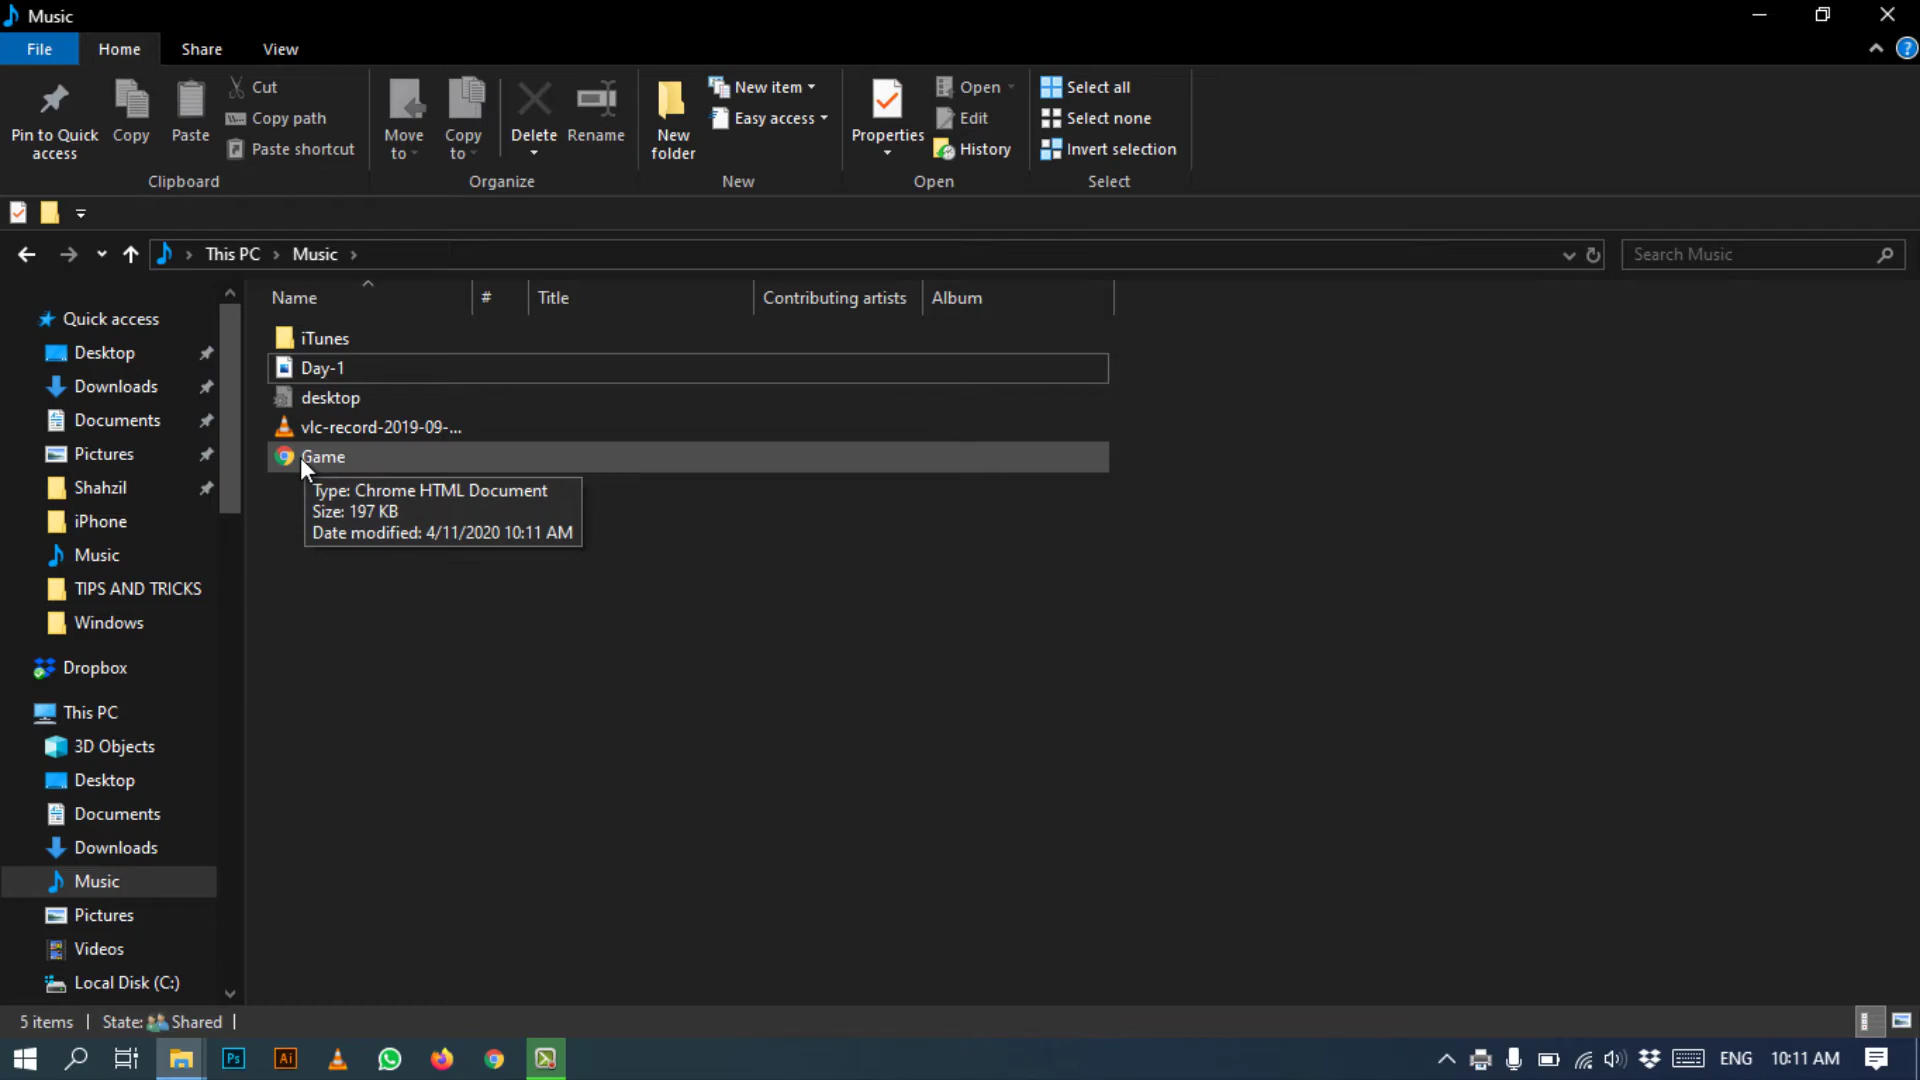 Music
File Home Share View
Pin to Quick access
Copy
Paste
Cut
Copy path
Paste shortcut
Clipboard
Move to
Copy to
Delete
Rename
Organize
New folder
New item
Easy access
New
Properties
Open
Edit
History
Open
Select all
Select none
Invert selection
Select
This PC Music
Search Music
Name # Title Contributing artists Album
iTunes
Day-1
desktop
vlc-record-2019-09-...
Game
Type: Chrome HTML Document
Size: 197 KB
Date modified: 4/11/2020 10:11 AM
Quick access
Desktop
Downloads
Documents
Pictures
Shahzil
iPhone
Music
TIPS AND TRICKS
Windows
Dropbox
This PC
3D Objects
Desktop
Documents
Downloads
Music
Pictures
Videos
Local Disk (C:)
5 items State: Shared
Ps Ai ENG 10:11 AM